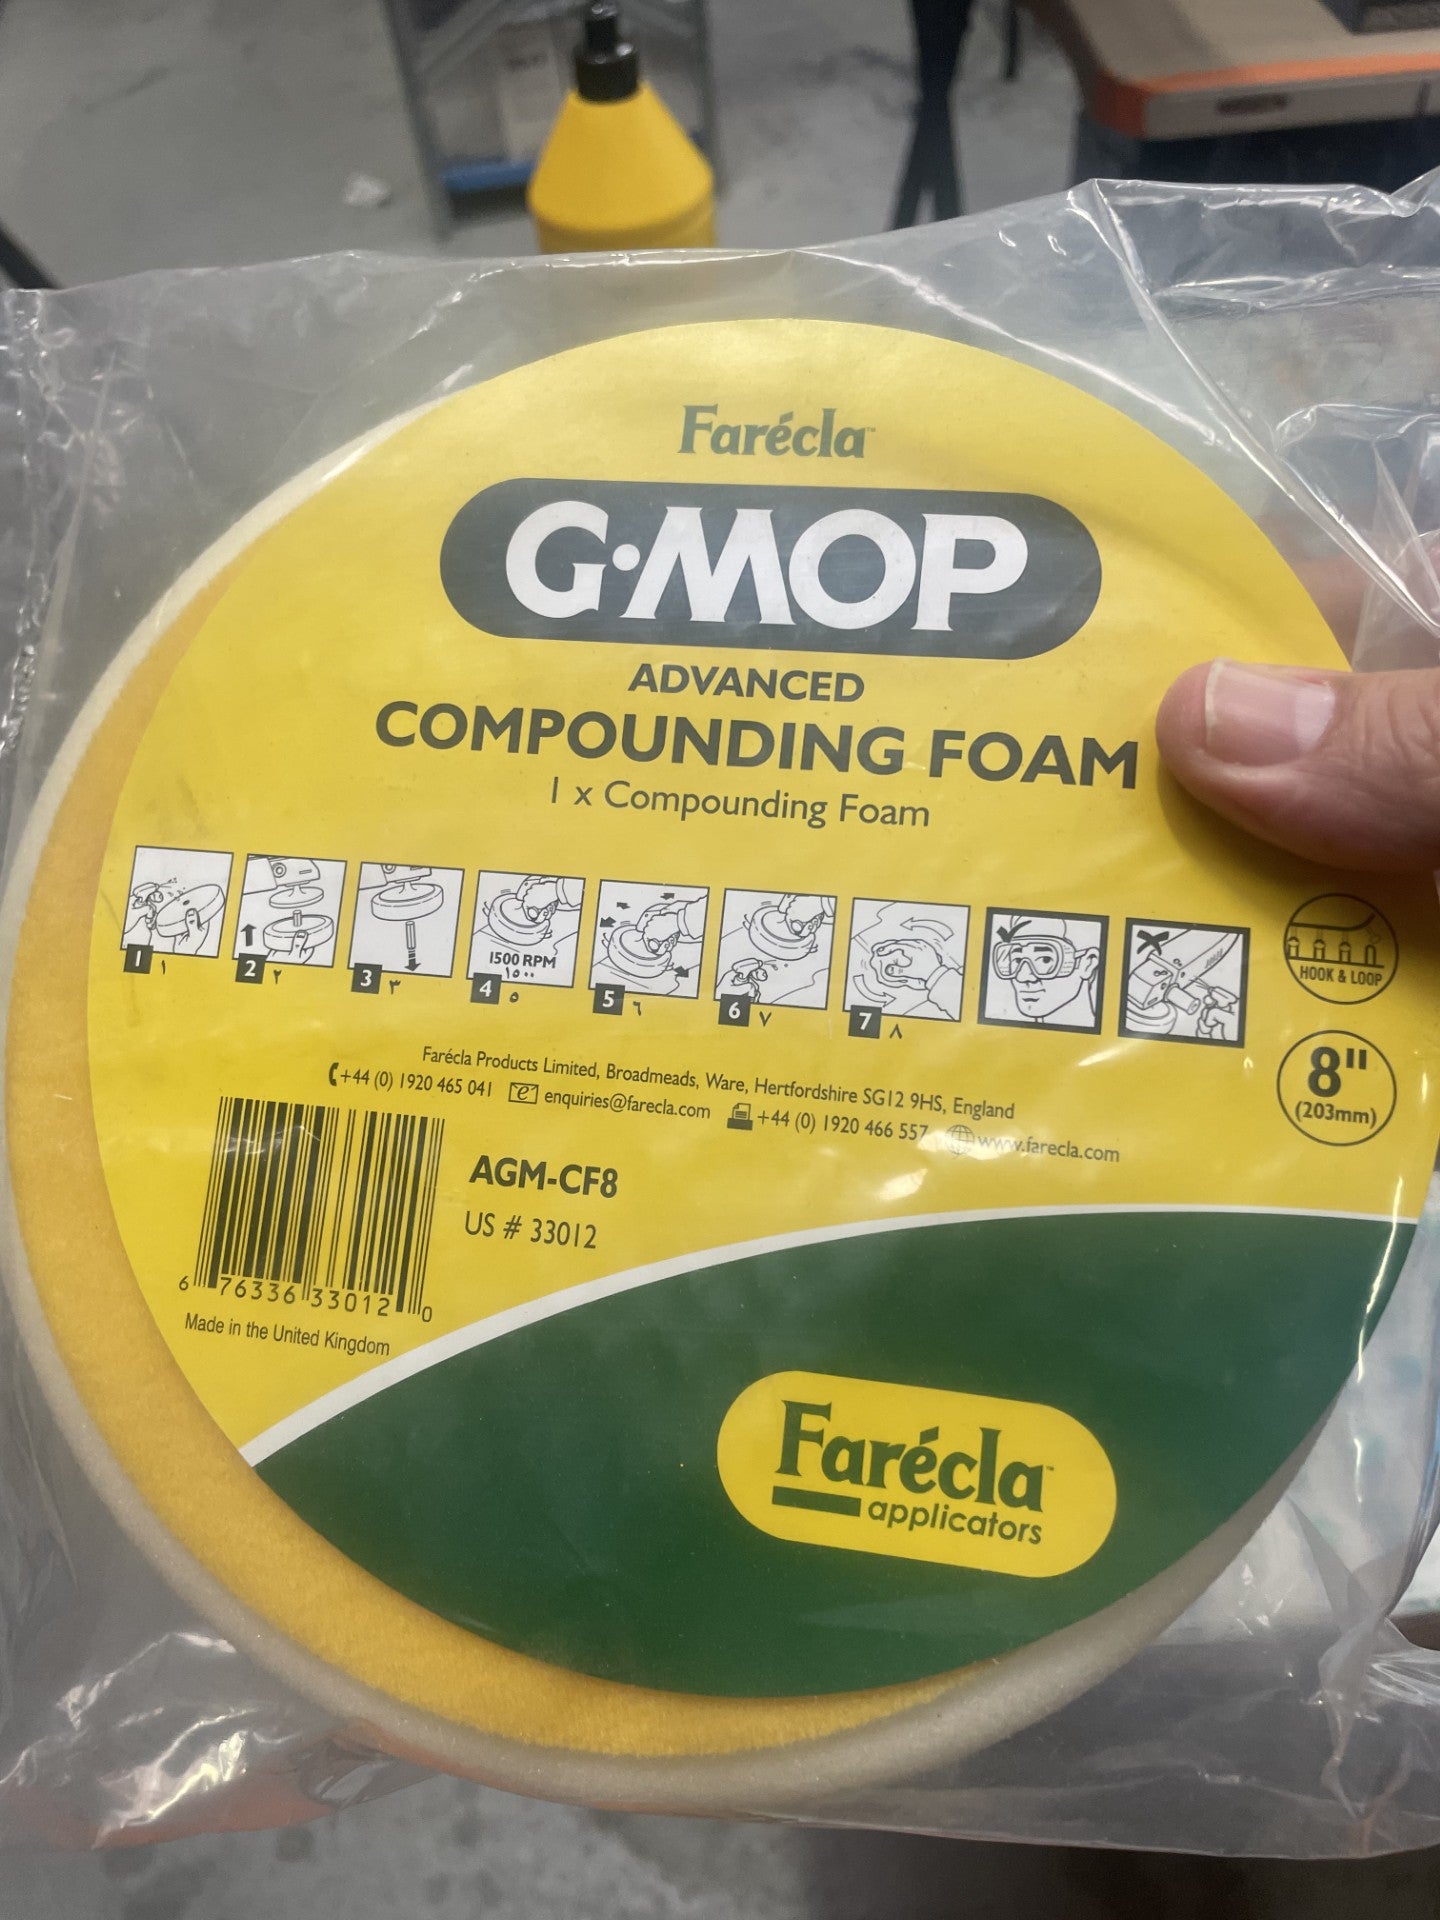 Farécla™
G·MOP
ADVANCED
COMPOUNDING FOAM
1 x Compounding Foam
1500 RPM
١٥٠٠
1 ١
2 ٢
3 ٣
4 ٥
5 ٦
6 ٧
7 ٨
HOOK & LOOP
8"
(203mm)
Farécla Products Limited, Broadmeads, Ware, Hertfordshire SG12 9HS, England
+44 (0) 1920 465 041 enquiries@farecla.com +44 (0) 1920 466 557 www.farecla.com
AGM-CF8
US # 33012
6 76336 33012 0
Made in the United Kingdom
Farécla™
applicators